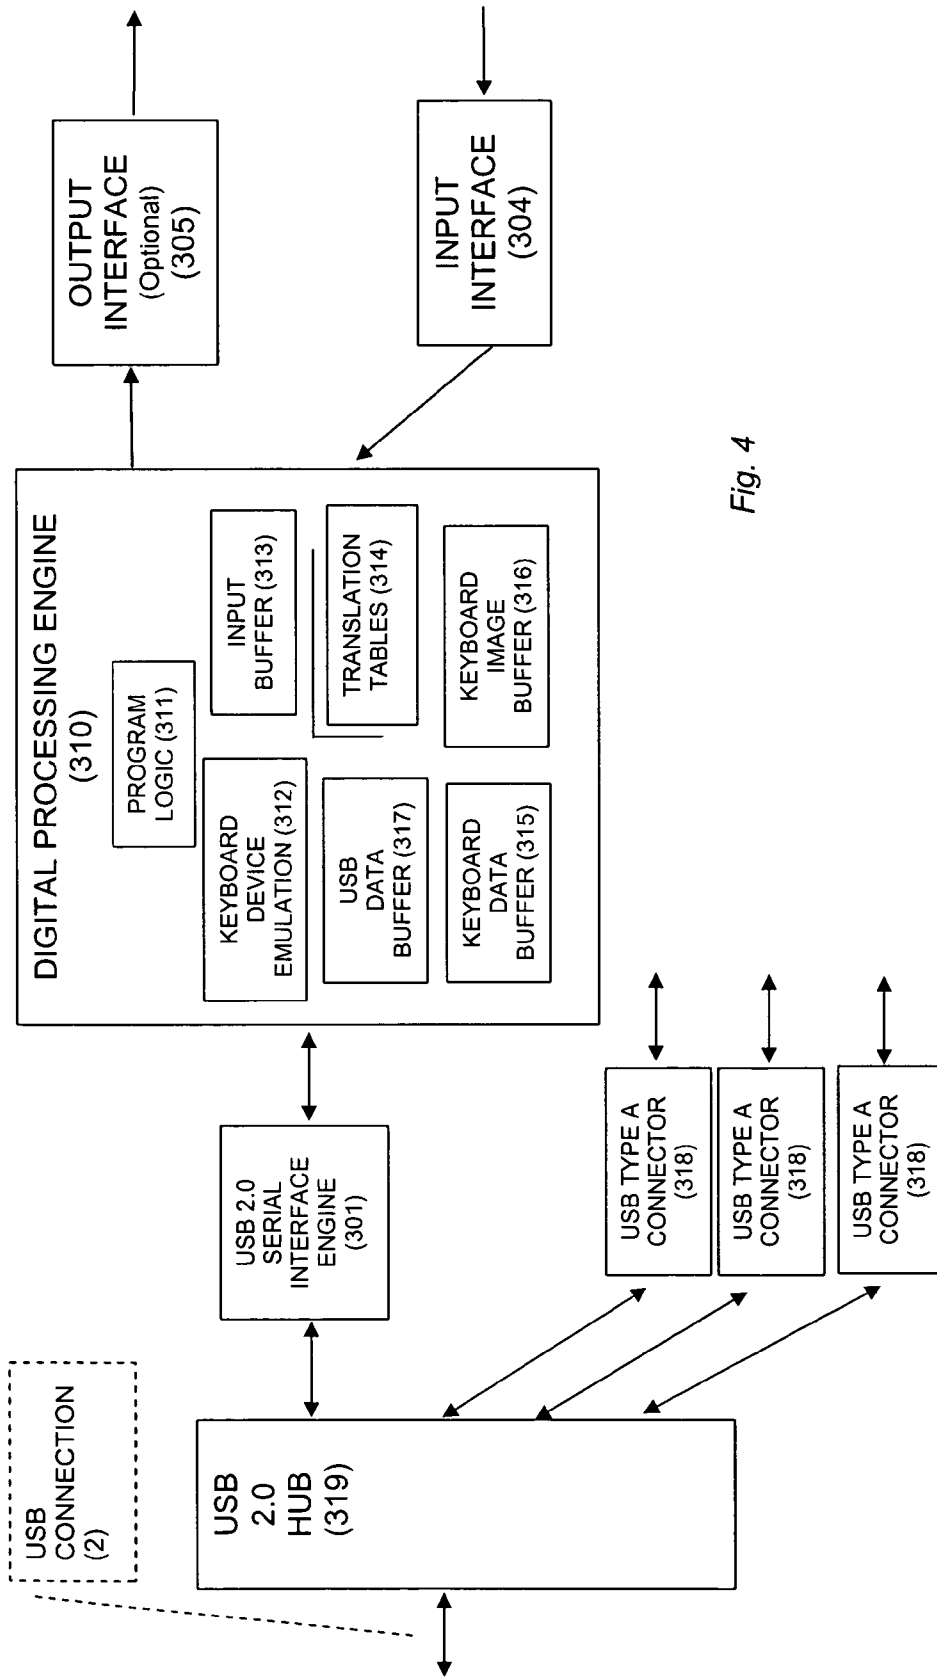 USB
CONNECTION
(2)
USB
2.0
HUB
(319)
USB 2.0
SERIAL
INTERFACE
ENGINE
(301)
USB TYPE A
CONNECTOR
(318)
USB TYPE A
CONNECTOR
(318)
USB TYPE A
CONNECTOR
(318)
DIGITAL PROCESSING ENGINE
(310)
PROGRAM
LOGIC (311)
KEYBOARD
DEVICE
EMULATION (312)
INPUT
BUFFER (313)
USB
DATA
BUFFER (317)
TRANSLATION
TABLES (314)
KEYBOARD
DATA
BUFFER (315)
KEYBOARD
IMAGE
BUFFER (316)
OUTPUT
INTERFACE
(Optional)
(305)
INPUT
INTERFACE
(304)
Fig. 4